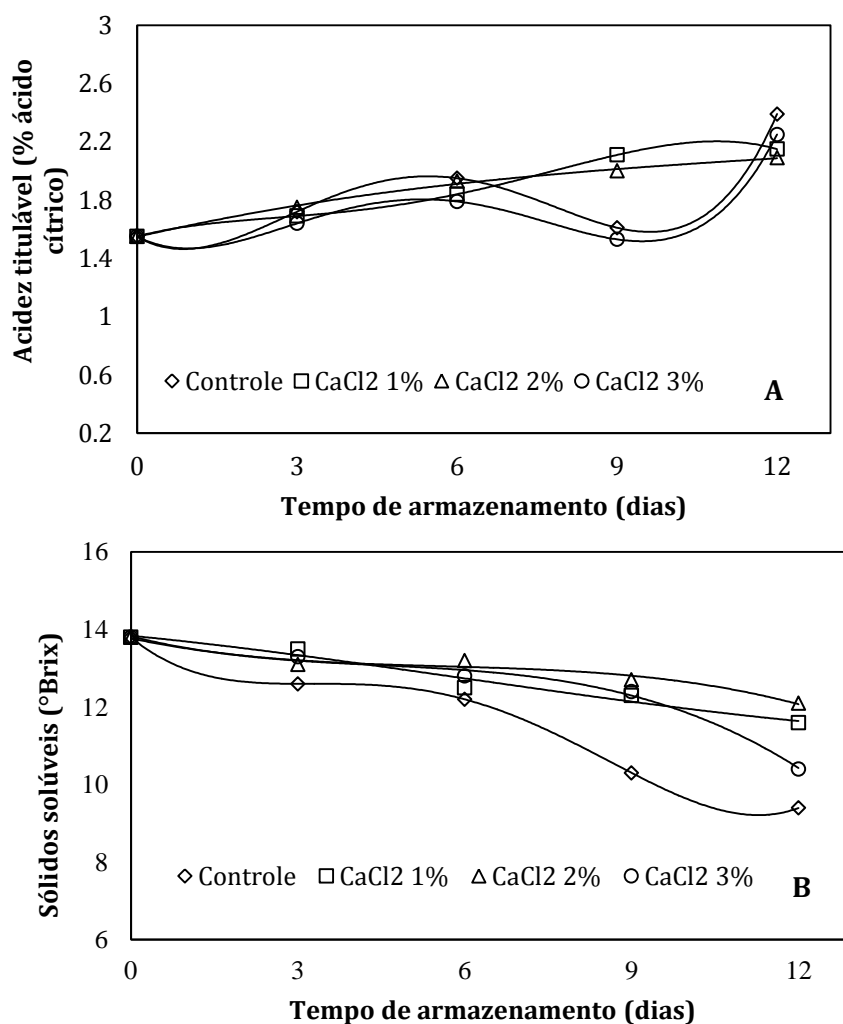 3
2.6
2.2
1.8
1.4
1
0.6
0.2
Acidez titulável (% ácido
cítrico)
Controle CaCl2 1% CaCl2 2% CaCl2 3%
A
0 3 6 9 12
Tempo de armazenamento (dias)
16
14
12
10
8
6
Sólidos solúveis (°Brix)
Controle CaCl2 1% CaCl2 2% CaCl2 3%
B
0 3 6 9 12
Tempo de armazenamento (dias)